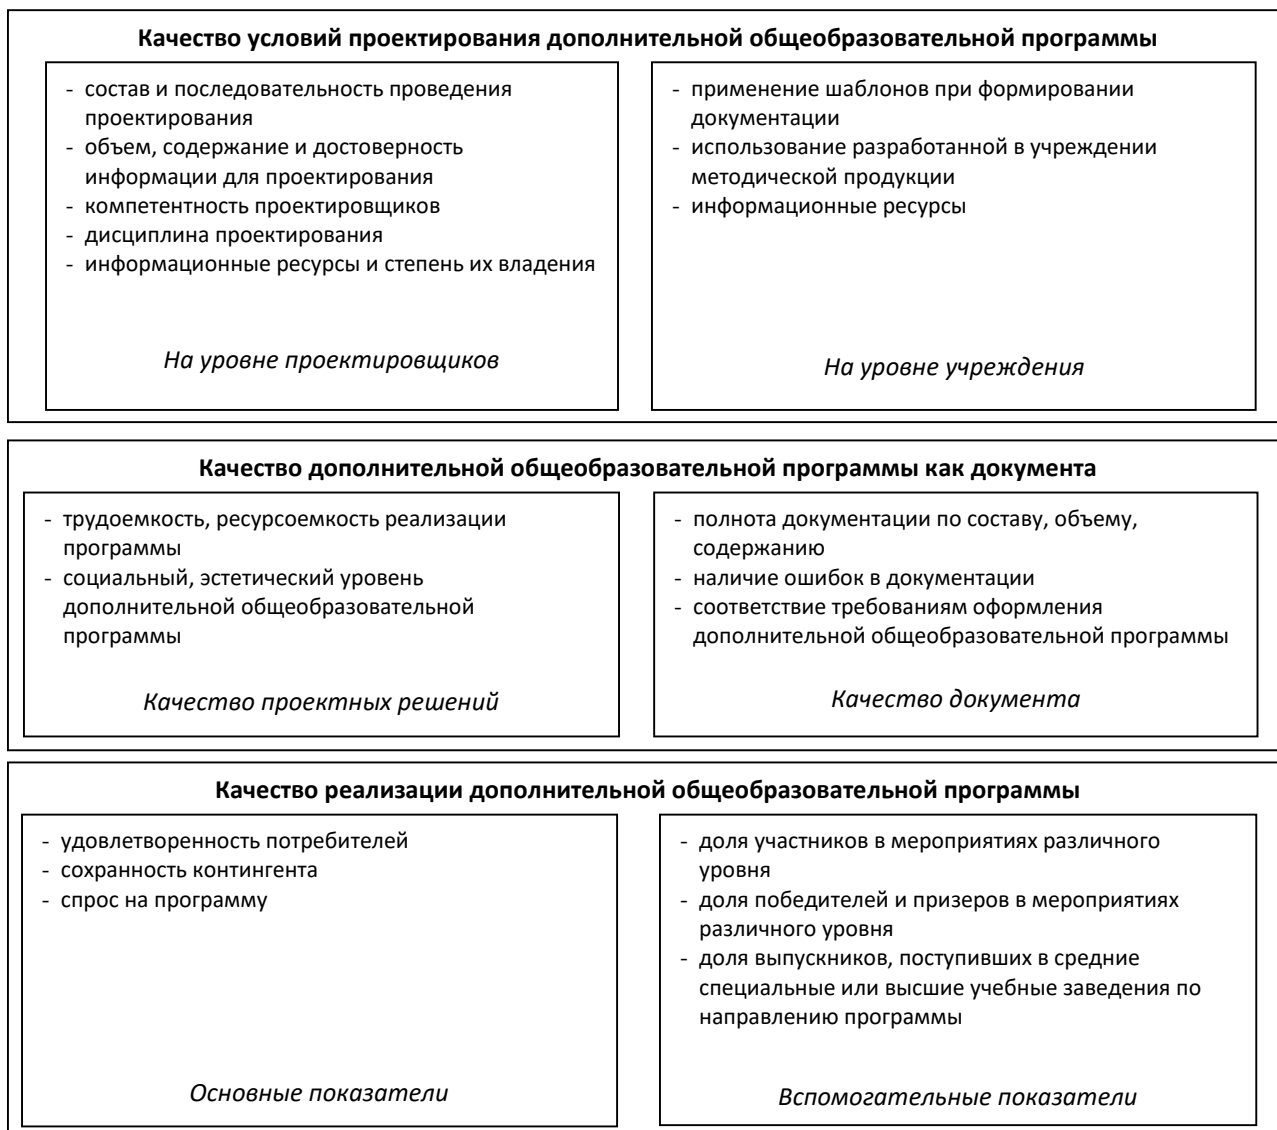 Качество условий проектирования дополнительной общеобразовательной программы
- состав и последовательность проведения
проектирования
- объем, содержание и достоверность
информации для проектирования
- компетентность проектировщиков
- дисциплина проектирования
- информационные ресурсы и степень их владения
На уровне проектировщиков
- применение шаблонов при формировании
документации
- использование разработанной в учреждении
методической продукции
- информационные ресурсы
На уровне учреждения
Качество дополнительной общеобразовательной программы как документа
- трудоемкость, ресурсоемкость реализации
программы
- социальный, эстетический уровень
дополнительной общеобразовательной
программы
Качество проектных решений
- полнота документации по составу, объему,
содержанию
- наличие ошибок в документации
- соответствие требованиям оформления
дополнительной общеобразовательной программы
Качество документа
Качество реализации дополнительной общеобразовательной программы
- удовлетворенность потребителей
- сохранность контингента
- спрос на программу
Основные показатели
- доля участников в мероприятиях различного
уровня
- доля победителей и призеров в мероприятиях
различного уровня
- доля выпускников, поступивших в средние
специальные или высшие учебные заведения по
направлению программы
Вспомогательные показатели